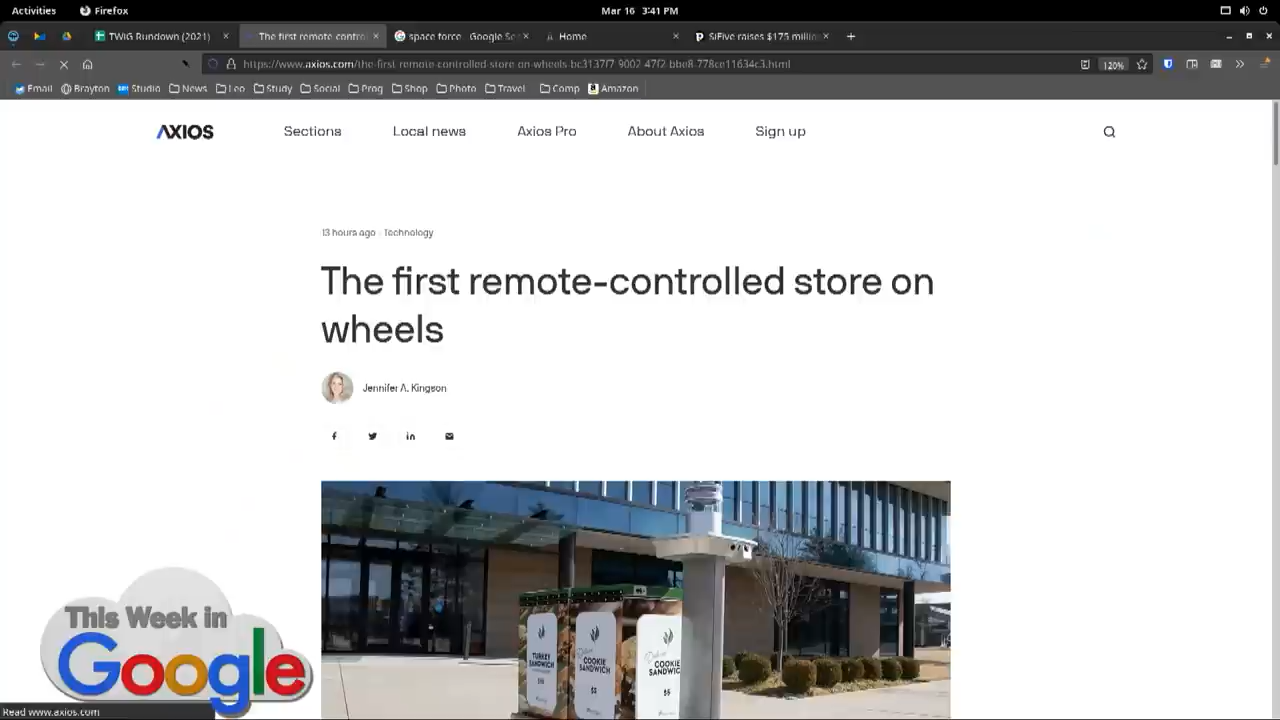 Activities Firefox Mar 16 3:41 PM
TWiG Rundown (2021) The first remote-control space force - Google Se Home SiFive raises $175 millio
https://www.axios.com/the-first-remote-controlled-store-on-wheels-bc3137f7-9002-47f2-bbe8-778ce11634c3.html 120%
Email Brayton Studio News Leo Study Social Prog Shop Photo Travel Comp Amazon
AXIOS Sections Local news Axios Pro About Axios Sign up
13 hours ago - Technology
The first remote-controlled store on
wheels
Jennifer A. Kingson
TURKEY
SANDWICH
COOKIE
SANDWICH
$3
COOKIE
SANDWICH
$5
This Week in
Google
Read www.axios.com